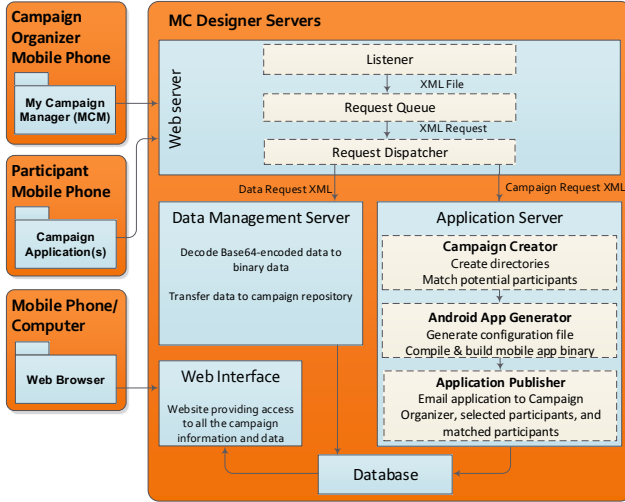 Campaign
Organizer
Mobile Phone
My Campaign
Manager (MCM)
Participant
Mobile Phone
Campaign
Application(s)
Mobile Phone/
Computer
Web Browser
MC Designer Servers
Web server
Listener
XML File
Request Queue
XML Request
Request Dispatcher
Data Request XML
Campaign Request XML
Data Management Server
Decode Base64-encoded data to
binary data
Transfer data to campaign repository
Application Server
Campaign Creator
Create directories
Match potential participants
Android App Generator
Generate configuration file
Compile & build mobile app binary
Application Publisher
Email application to Campaign
Organizer, selected participants, and
matched participants
Web Interface
Website providing access
to all the campaign
information and data
Database